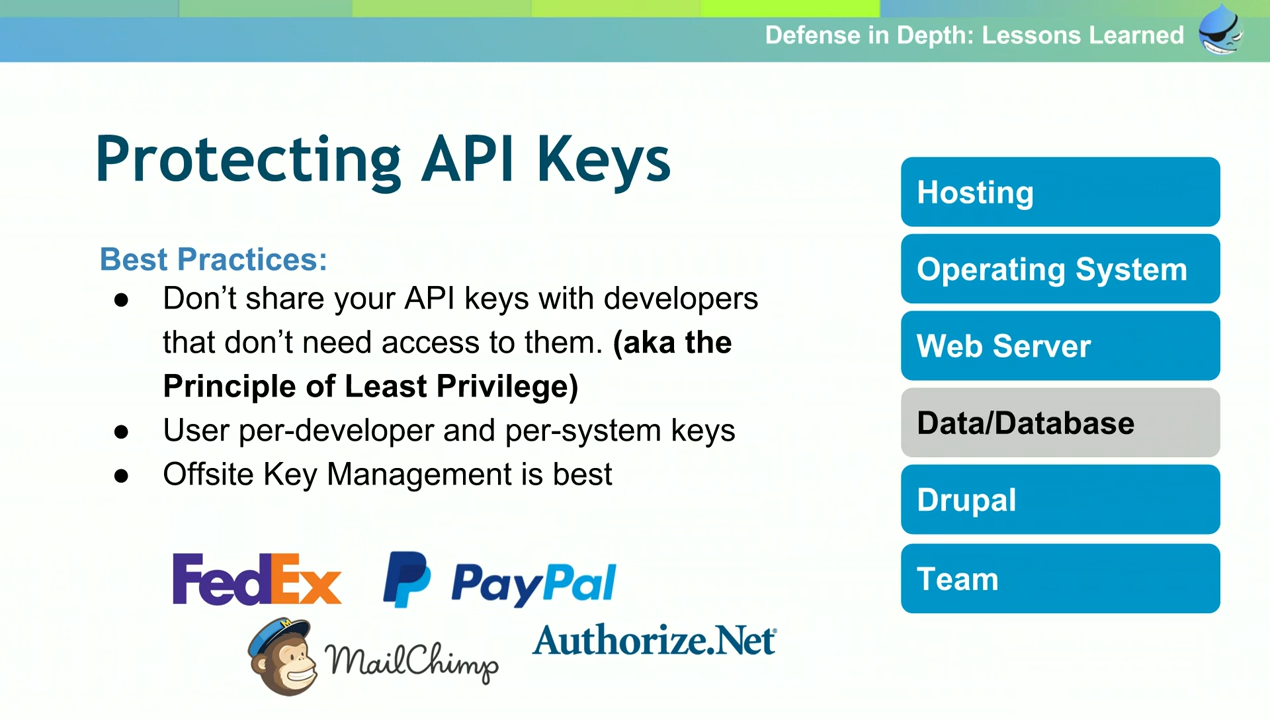 Defense in Depth: Lessons Learned
Protecting API Keys
Best Practices:
● Don’t share your API keys with developers
that don’t need access to them. (aka the
Principle of Least Privilege)
● User per-developer and per-system keys
● Offsite Key Management is best
FedEx
PayPal
MailChimp
Authorize.Net
Hosting
Operating System
Web Server
Data/Database
Drupal
Team